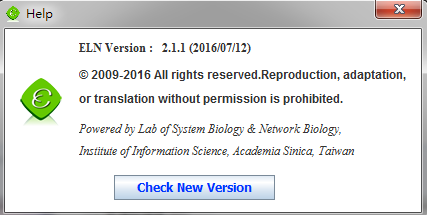 Help
ELN Version : 2.1.1 (2016/07/12)
© 2009-2016 All rights reserved.Reproduction, adaptation,
or translation without permission is prohibited.
Powered by Lab of System Biology & Network Biology,
Institute of Information Science, Academia Sinica, Taiwan
Check New Version